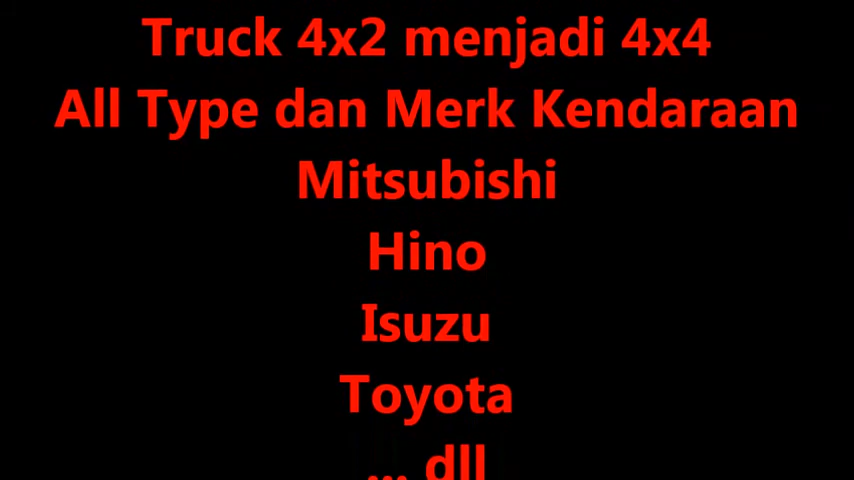 Truck 4x2 menjadi 4x4
All Type dan Merk Kendaraan
Mitsubishi
Hino
Isuzu
Toyota
... dll